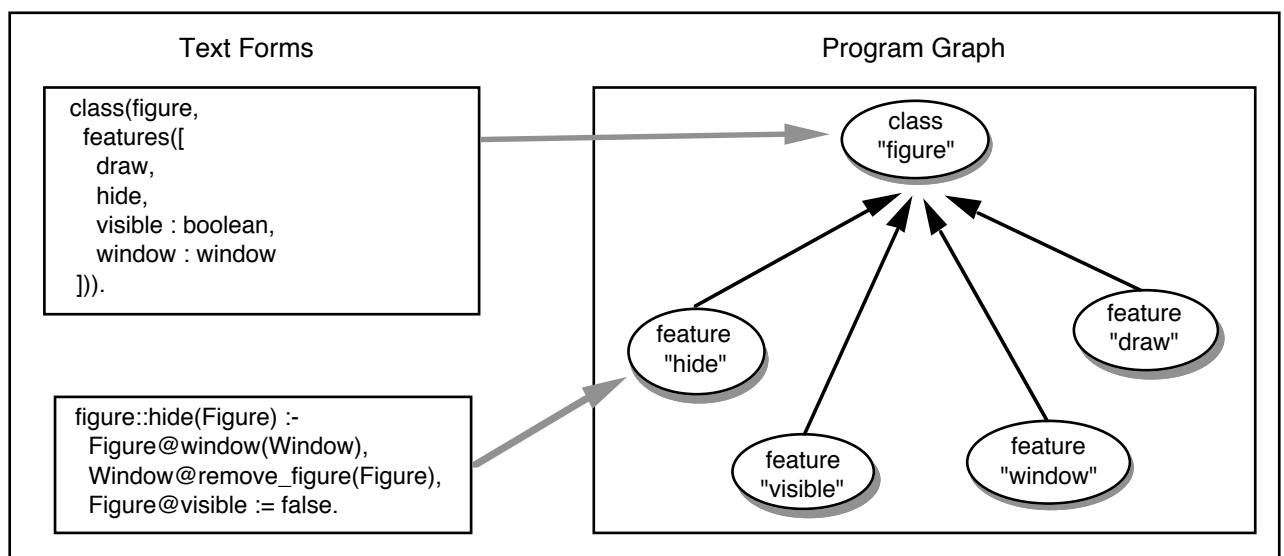 Text Forms
Program Graph
class(figure,
features([
draw,
hide,
visible : boolean,
window : window
])).
figure::hide(Figure) :-
Figure@window(Window),
Window@remove_figure(Figure),
Figure@visible := false.
class
"figure"
feature
"hide"
feature
"draw"
feature
"visible"
feature
"window"